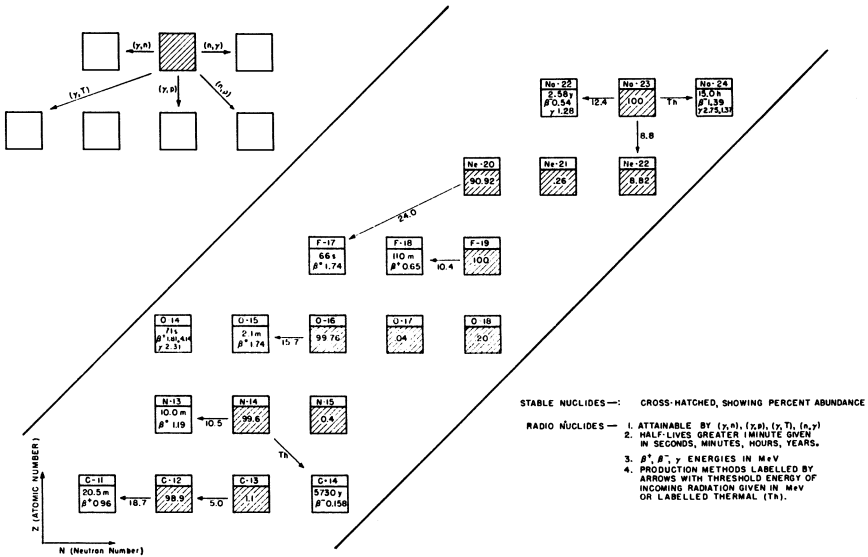 (γ,n)
(n,γ)
(γ,T)
(γ,p)
(n,p)
Na-22
2.58y
β⁺0.54
γ 1.28
12.4
Na-23
100
Th
Na-24
15.0h
β⁻1.39
γ 2.75,1.37
8.8
Ne-20
90.92
Ne-21
.26
Ne-22
8.82
24.0
F-17
66s
β⁺ 1.74
F-18
110 m
β⁺ 0.65
10.4
F-19
100
O-14
71s
β⁺ 1.81,4.14
γ 2.31
O-15
2.1m
β⁺ 1.74
15.7
O-16
99.76
O-17
.04
O-18
.20
N-13
10.0 m
β⁺ 1.19
10.5
N-14
99.6
N-15
0.4
Th
C-11
20.5m
β⁺ 0.96
18.7
C-12
98.9
5.0
C-13
1.1
C-14
5730 y
β⁻ 0.158
Z (ATOMIC NUMBER)
N (Neutron Number)
STABLE NUCLIDES —: CROSS-HATCHED, SHOWING PERCENT ABUNDANCE
RADIO NUCLIDES — 1. ATTAINABLE BY (γ,n), (γ,p), (γ,T), (n,γ)
2. HALF-LIVES GREATER 1 MINUTE GIVEN
IN SECONDS, MINUTES, HOURS, YEARS.
3. β⁺, β⁻, γ ENERGIES IN MeV
4. PRODUCTION METHODS LABELLED BY
ARROWS WITH THRESHOLD ENERGY OF
INCOMING RADIATION GIVEN IN MeV
OR LABELLED THERMAL (Th).